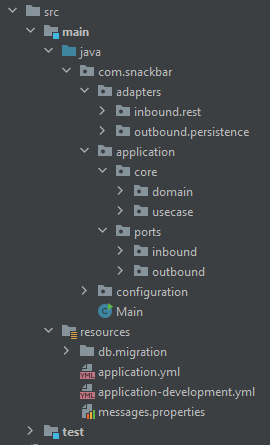 src
main
java
com.snackbar
adapters
inbound.rest
outbound.persistence
application
core
domain
usecase
ports
inbound
outbound
configuration
Main
resources
db.migration
application.yml
application-development.yml
messages.properties
test